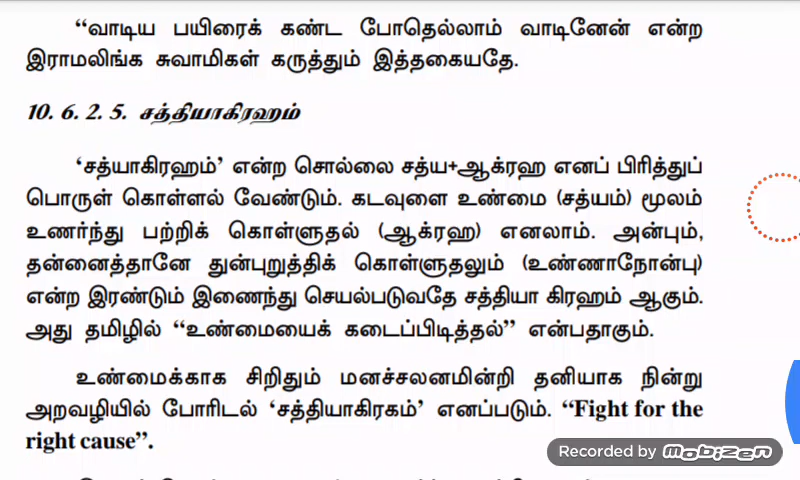 “வாடிய பயிரைக் கண்ட போதெல்லாம் வாடினேன் என்ற
இராமலிங்க சுவாமிகள் கருத்தும் இத்தகையதே.
10. 6. 2. 5. சத்தியாகிரஹம்
‘சத்யாகிரஹம்’ என்ற சொல்லை சத்ய+ஆக்ரஹ எனப் பிரித்துப்
பொருள் கொள்ளல் வேண்டும். கடவுளை உண்மை (சத்யம்) மூலம்
உணர்ந்து பற்றிக் கொள்ளுதல் (ஆக்ரஹ) எனலாம். அன்பும்,
தன்னைத்தானே துன்புறுத்திக் கொள்ளுதலும் (உண்ணாநோன்பு)
என்ற இரண்டும் இணைந்து செயல்படுவதே சத்தியா கிரஹம் ஆகும்.
அது தமிழில் “உண்மையைக் கடைப்பிடித்தல்” என்பதாகும்.
உண்மைக்காக சிறிதும் மனச்சலனமின்றி தனியாக நின்று
அறவழியில் போரிடல் ‘சத்தியாகிரகம்’ எனப்படும். “Fight for the
right cause”.
Recorded by mobizen